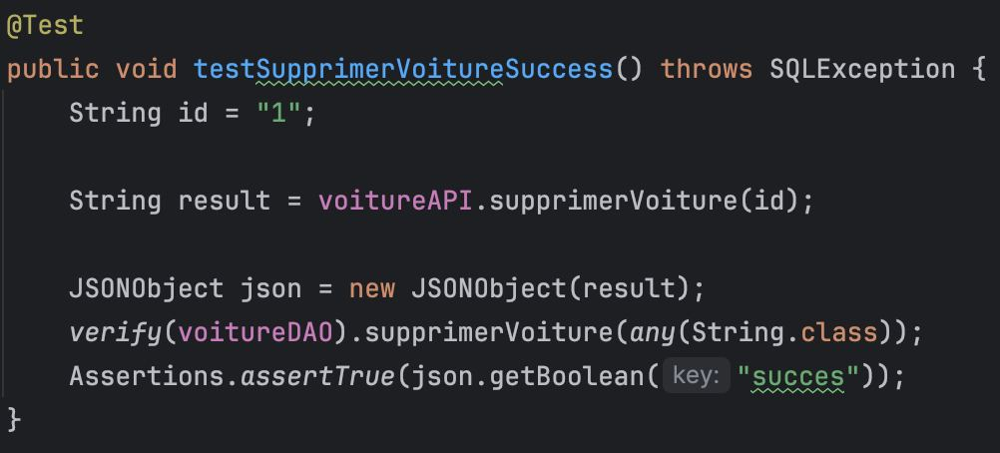 @Test
public void testSupprimerVoitureSuccess() throws SQLException {
String id = "1";
String result = voitureAPI.supprimerVoiture(id);
JSONObject json = new JSONObject(result);
verify(voitureDAO).supprimerVoiture(any(String.class));
Assertions.assertTrue(json.getBoolean( key: "succes"));
}